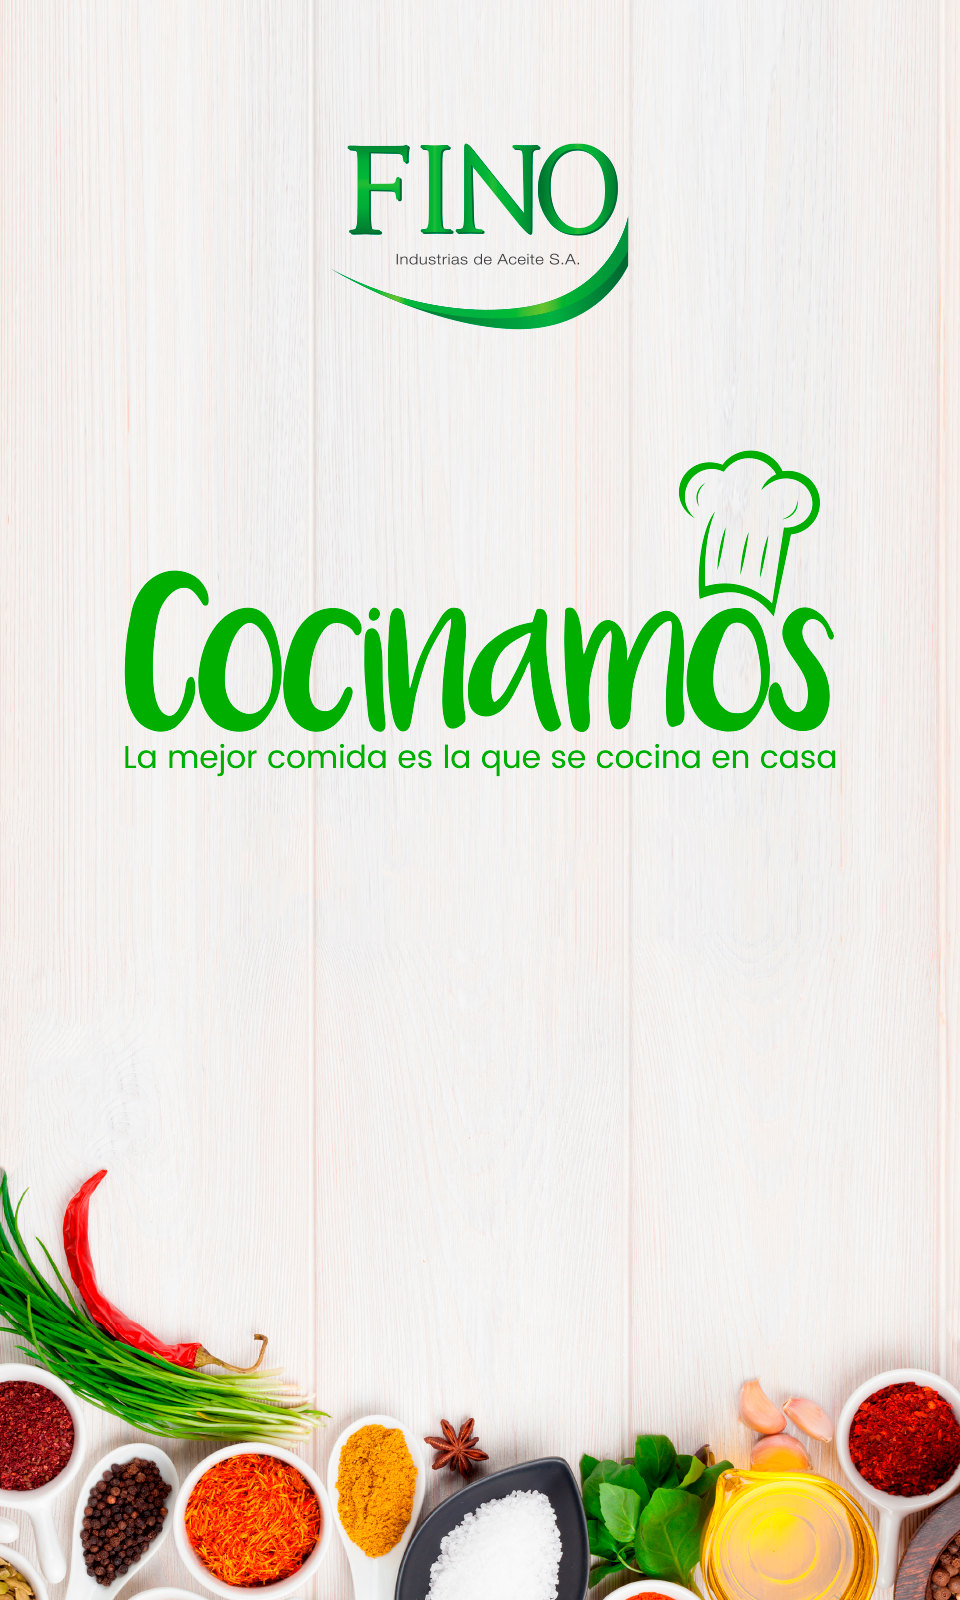 FINO
Industrias de Aceite S.A.
Cocinamos
La mejor comida es la que se cocina en casa